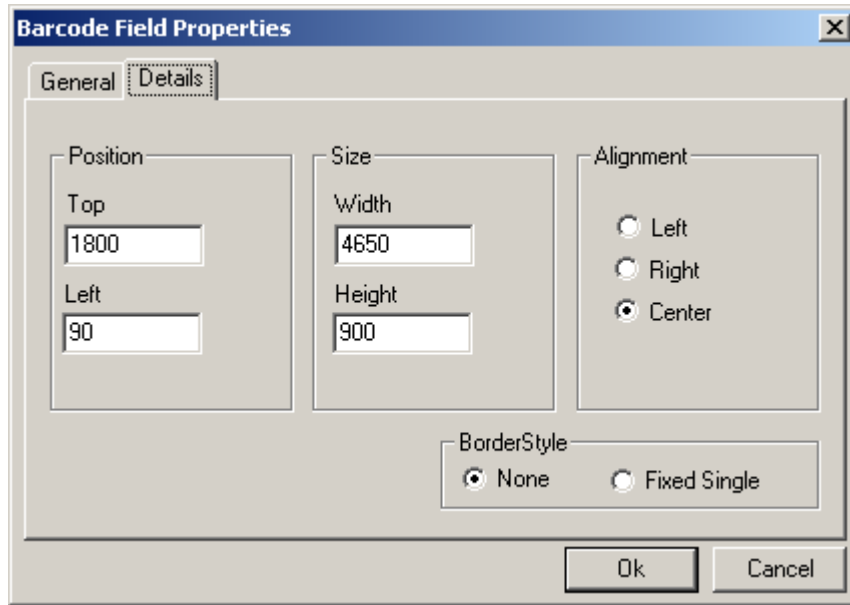 Barcode Field Properties
General Details
Position
Top
1800
Left
90
Size
Width
4650
Height
900
Alignment
Left
Right
Center
BorderStyle
None Fixed Single
Ok Cancel